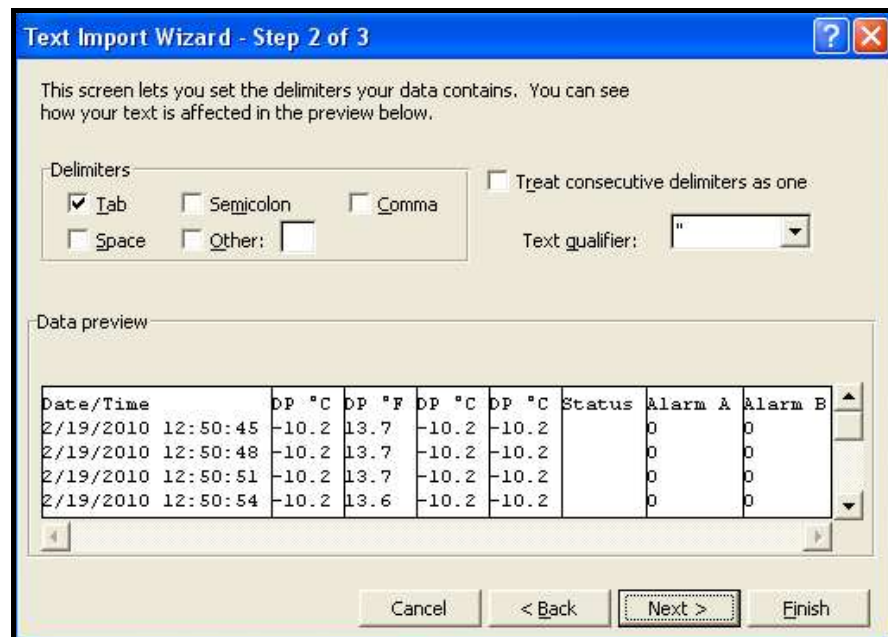 Text Import Wizard - Step 2 of 3
This screen lets you set the delimiters your data contains. You can see
how your text is affected in the preview below.
Delimiters
Tab Semicolon Comma
Space Other:
Treat consecutive delimiters as one
Text qualifier: "
Data preview
Date/Time DP °C DP °F DP °C DP °C Status Alarm A Alarm B
2/19/2010 12:50:45 -10.2 13.7 -10.2 -10.2 0 0
2/19/2010 12:50:48 -10.2 13.7 -10.2 -10.2 0 0
2/19/2010 12:50:51 -10.2 13.7 -10.2 -10.2 0 0
2/19/2010 12:50:54 -10.2 13.6 -10.2 -10.2 0 0
Cancel < Back Next > Finish